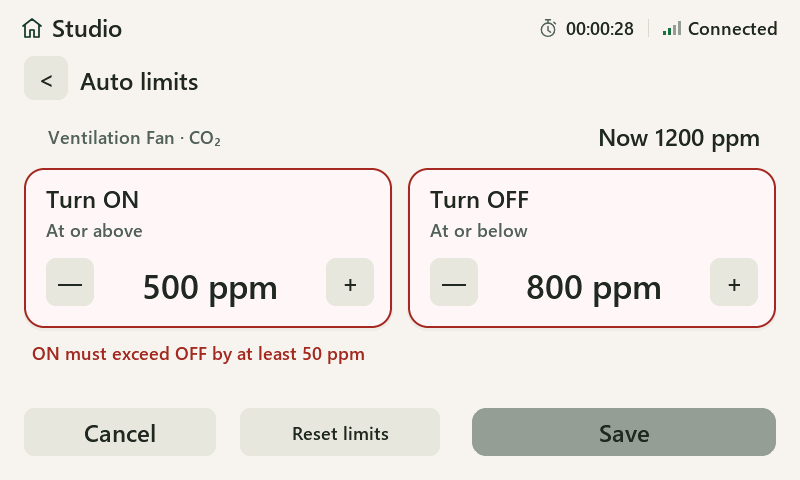 Studio
00:00:28
Connected
<
Auto limits
Ventilation Fan · CO₂
Now 1200 ppm
Turn ON
At or above
— 500 ppm +
Turn OFF
At or below
— 800 ppm +
ON must exceed OFF by at least 50 ppm
Cancel
Reset limits
Save